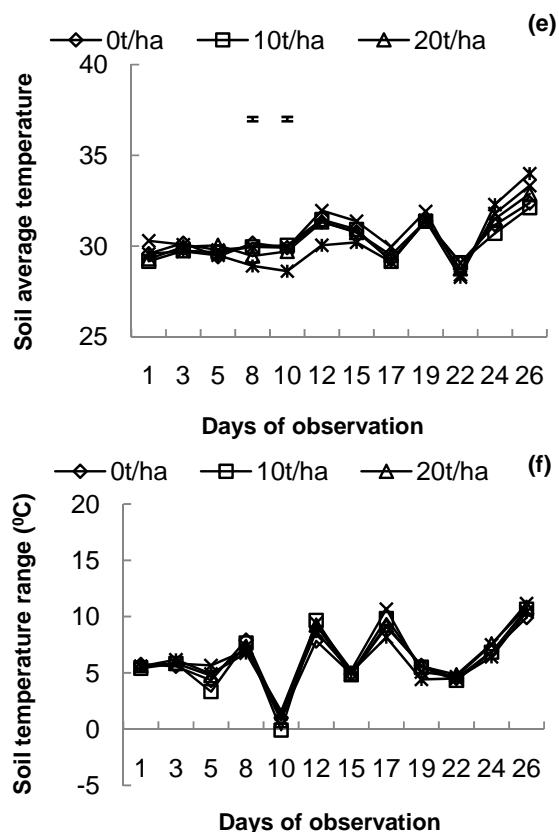 (e)
0t/ha 10t/ha 20t/ha
40
35
30
25
Soil average temperature
1 3 5 8 10 12 15 17 19 22 24 26
Days of observation
(f)
0t/ha 10t/ha 20t/ha
20
15
10
5
0
-5
Soil temperature range (⁰C)
1 3 5 8 10 12 15 17 19 22 24 26
Days of observation